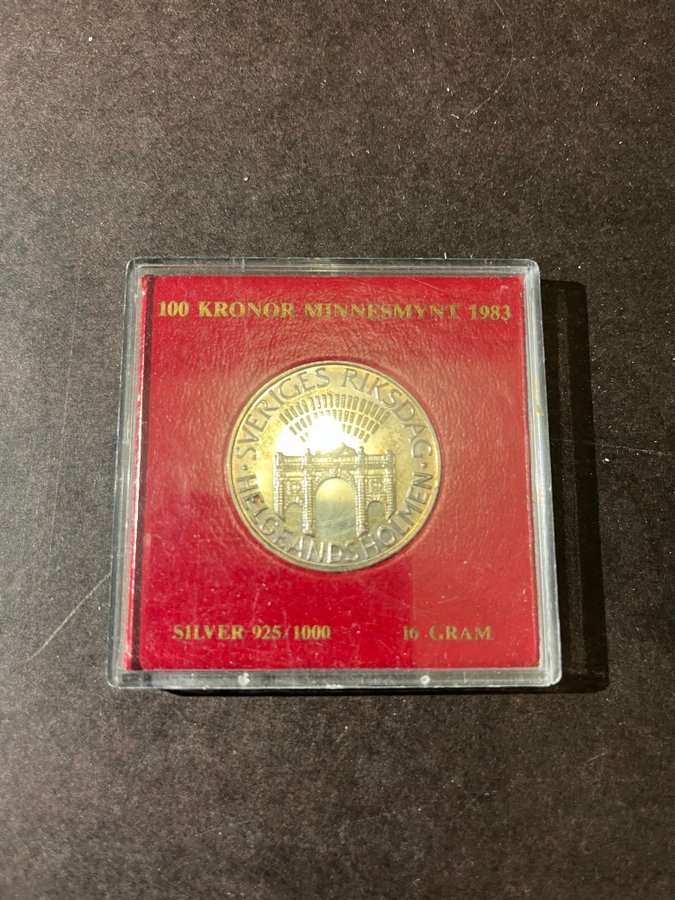 100 KRONOR MINNESMYNT 1983
· SVERIGES RIKSDAG ·
HELGEANDSHOLMEN
SILVER 925/1000 16 GRAM